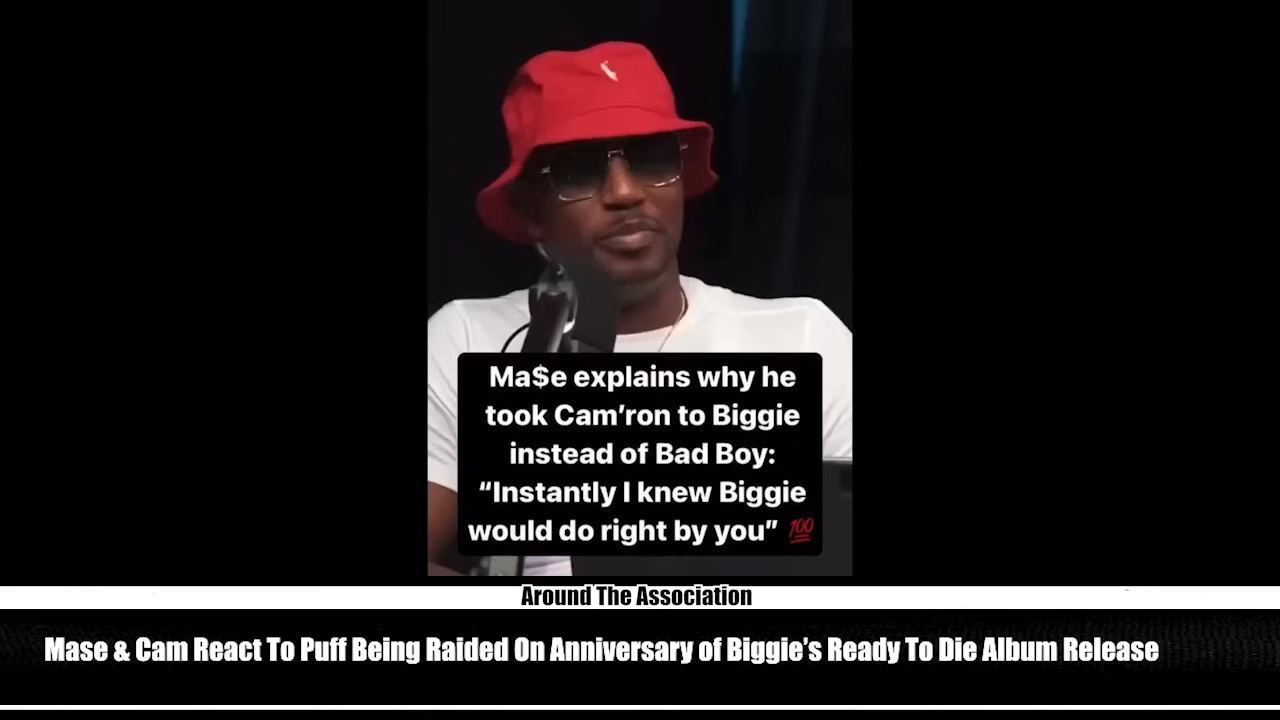 Ma$e explains why he
took Cam’ron to Biggie
instead of Bad Boy:
“Instantly I knew Biggie
would do right by you” 💯
Around The Association
Mase & Cam React To Puff Being Raided On Anniversary of Biggie's Ready To Die Album Release